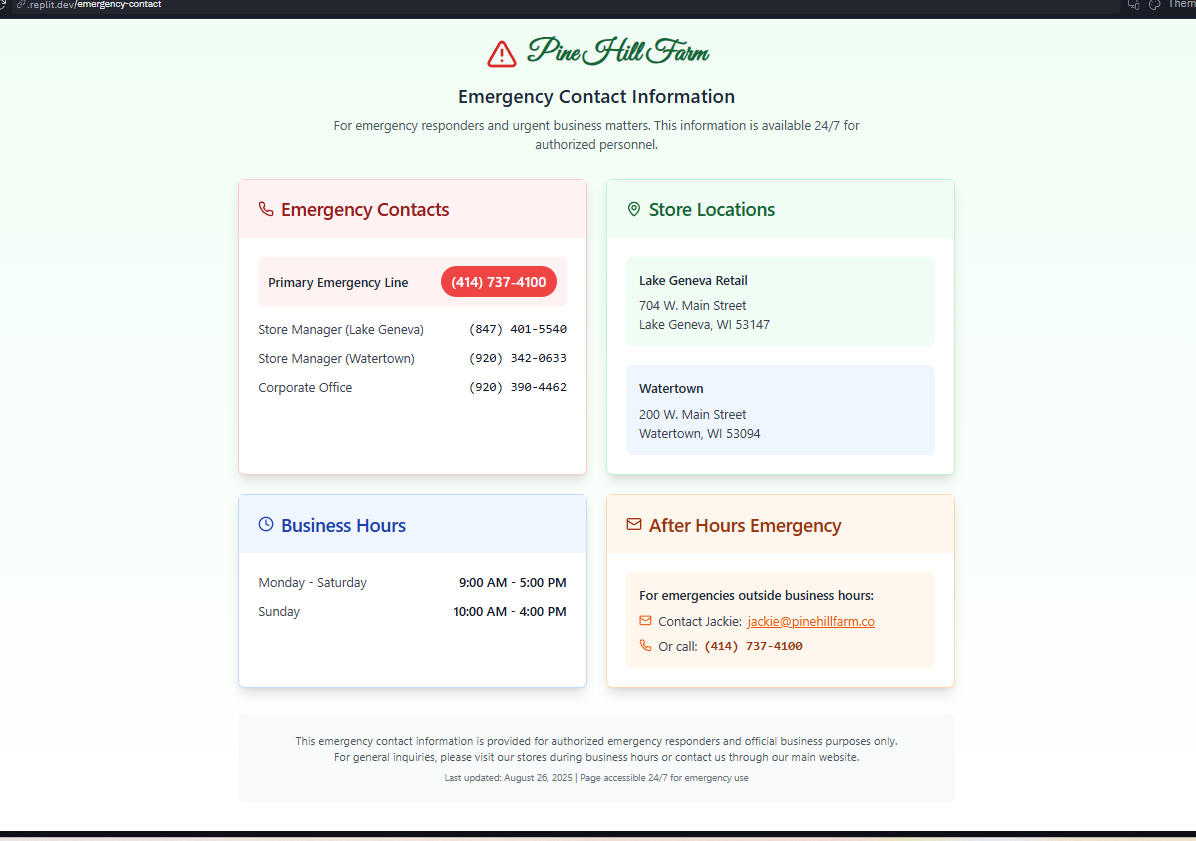 .replit.dev/emergency-contact
Them
Pine Hill Farm
Emergency Contact Information
For emergency responders and urgent business matters. This information is available 24/7 for
authorized personnel.
Emergency Contacts
Primary Emergency Line (414) 737-4100
Store Manager (Lake Geneva) (847) 401-5540
Store Manager (Watertown) (920) 342-0633
Corporate Office (920) 390-4462
Store Locations
Lake Geneva Retail
704 W. Main Street
Lake Geneva, WI 53147
Watertown
200 W. Main Street
Watertown, WI 53094
Business Hours
Monday - Saturday 9:00 AM - 5:00 PM
Sunday 10:00 AM - 4:00 PM
After Hours Emergency
For emergencies outside business hours:
Contact Jackie: jackie@pinehillfarm.co
Or call: (414) 737-4100
This emergency contact information is provided for authorized emergency responders and official business purposes only.
For general inquiries, please visit our stores during business hours or contact us through our main website.
Last updated: August 26, 2025 | Page accessible 24/7 for emergency use